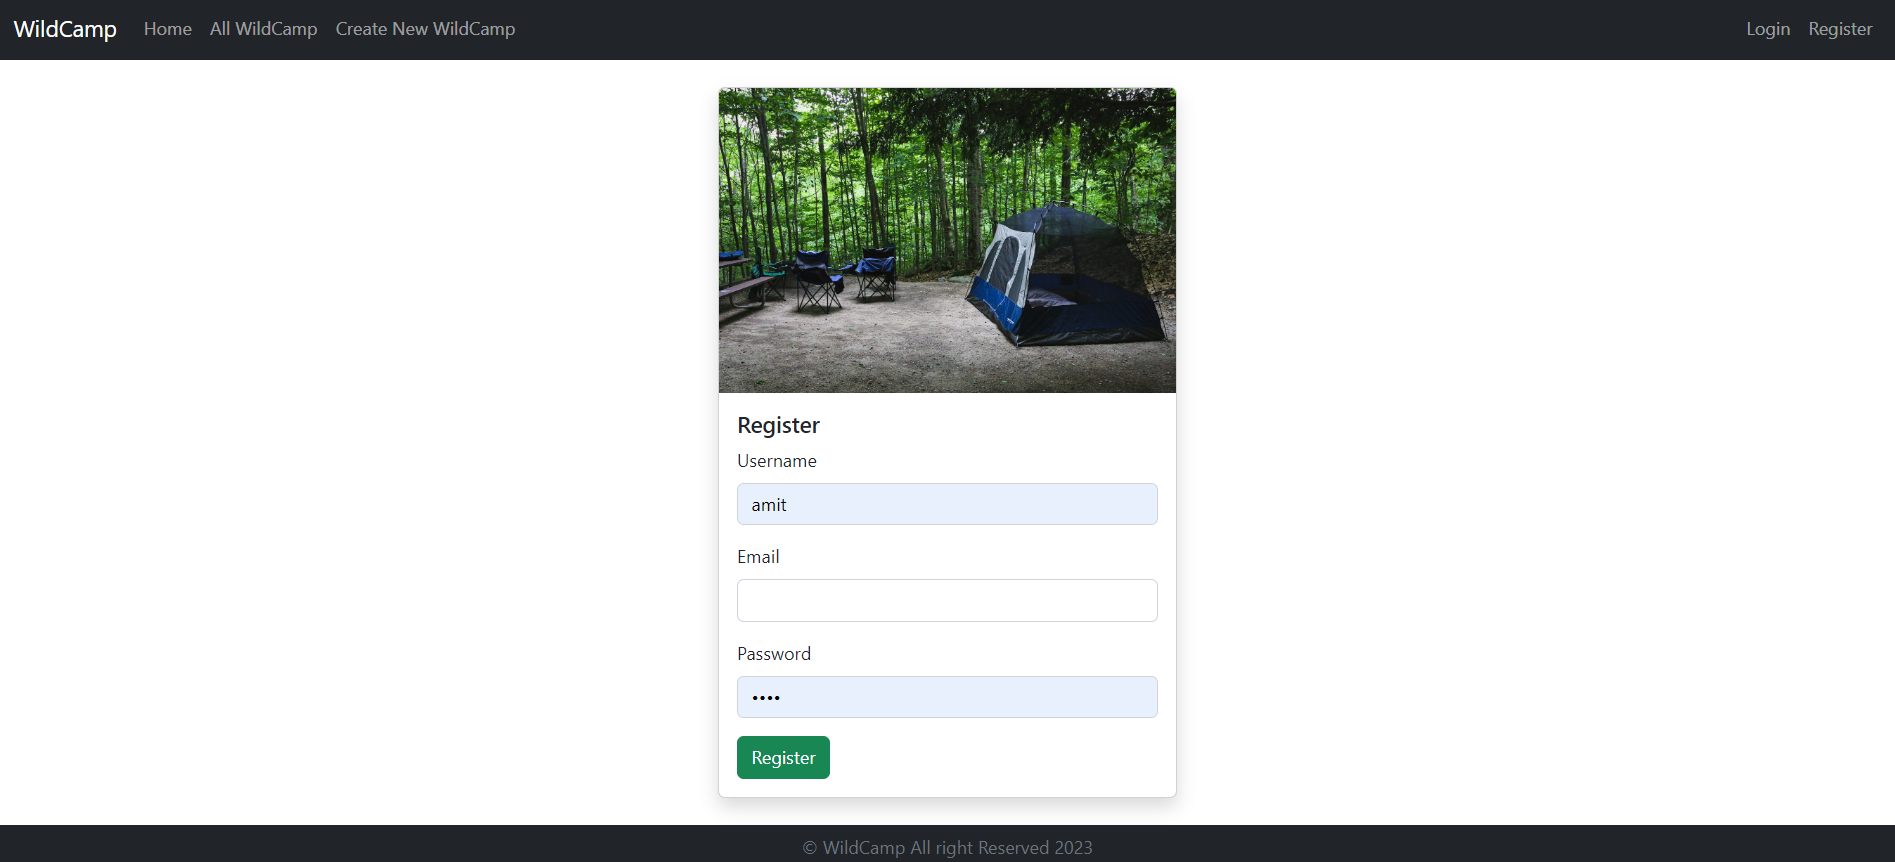 WildCamp Home All WildCamp Create New WildCamp Login Register
Register
Username
amit
Email
Password
••••
Register
© WildCamp All right Reserved 2023